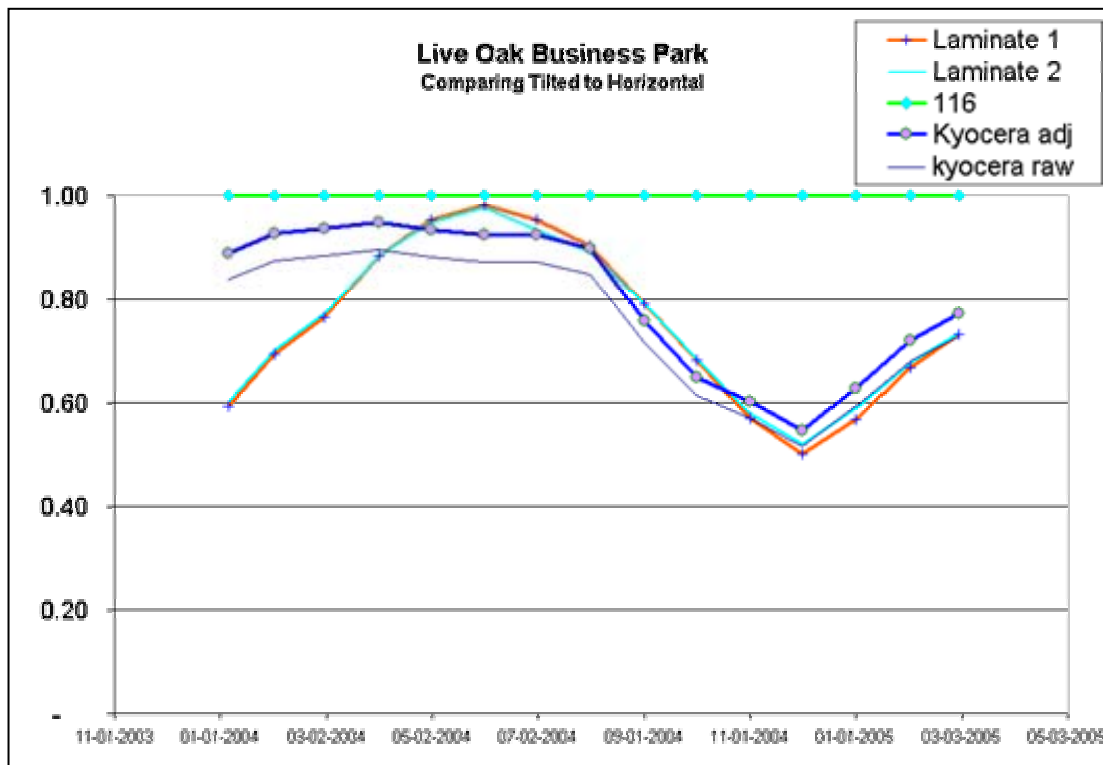 Live Oak Business Park
Comparing Tilted to Horizontal
Laminate 1
Laminate 2
116
Kyocera adj
kyocera raw
1.00
0.80
0.60
0.40
0.20
-
11-01-2003 01-01-2004 03-02-2004 05-02-2004 07-02-2004 09-01-2004 11-01-2004 01-01-2005 03-03-2005 05-03-2005